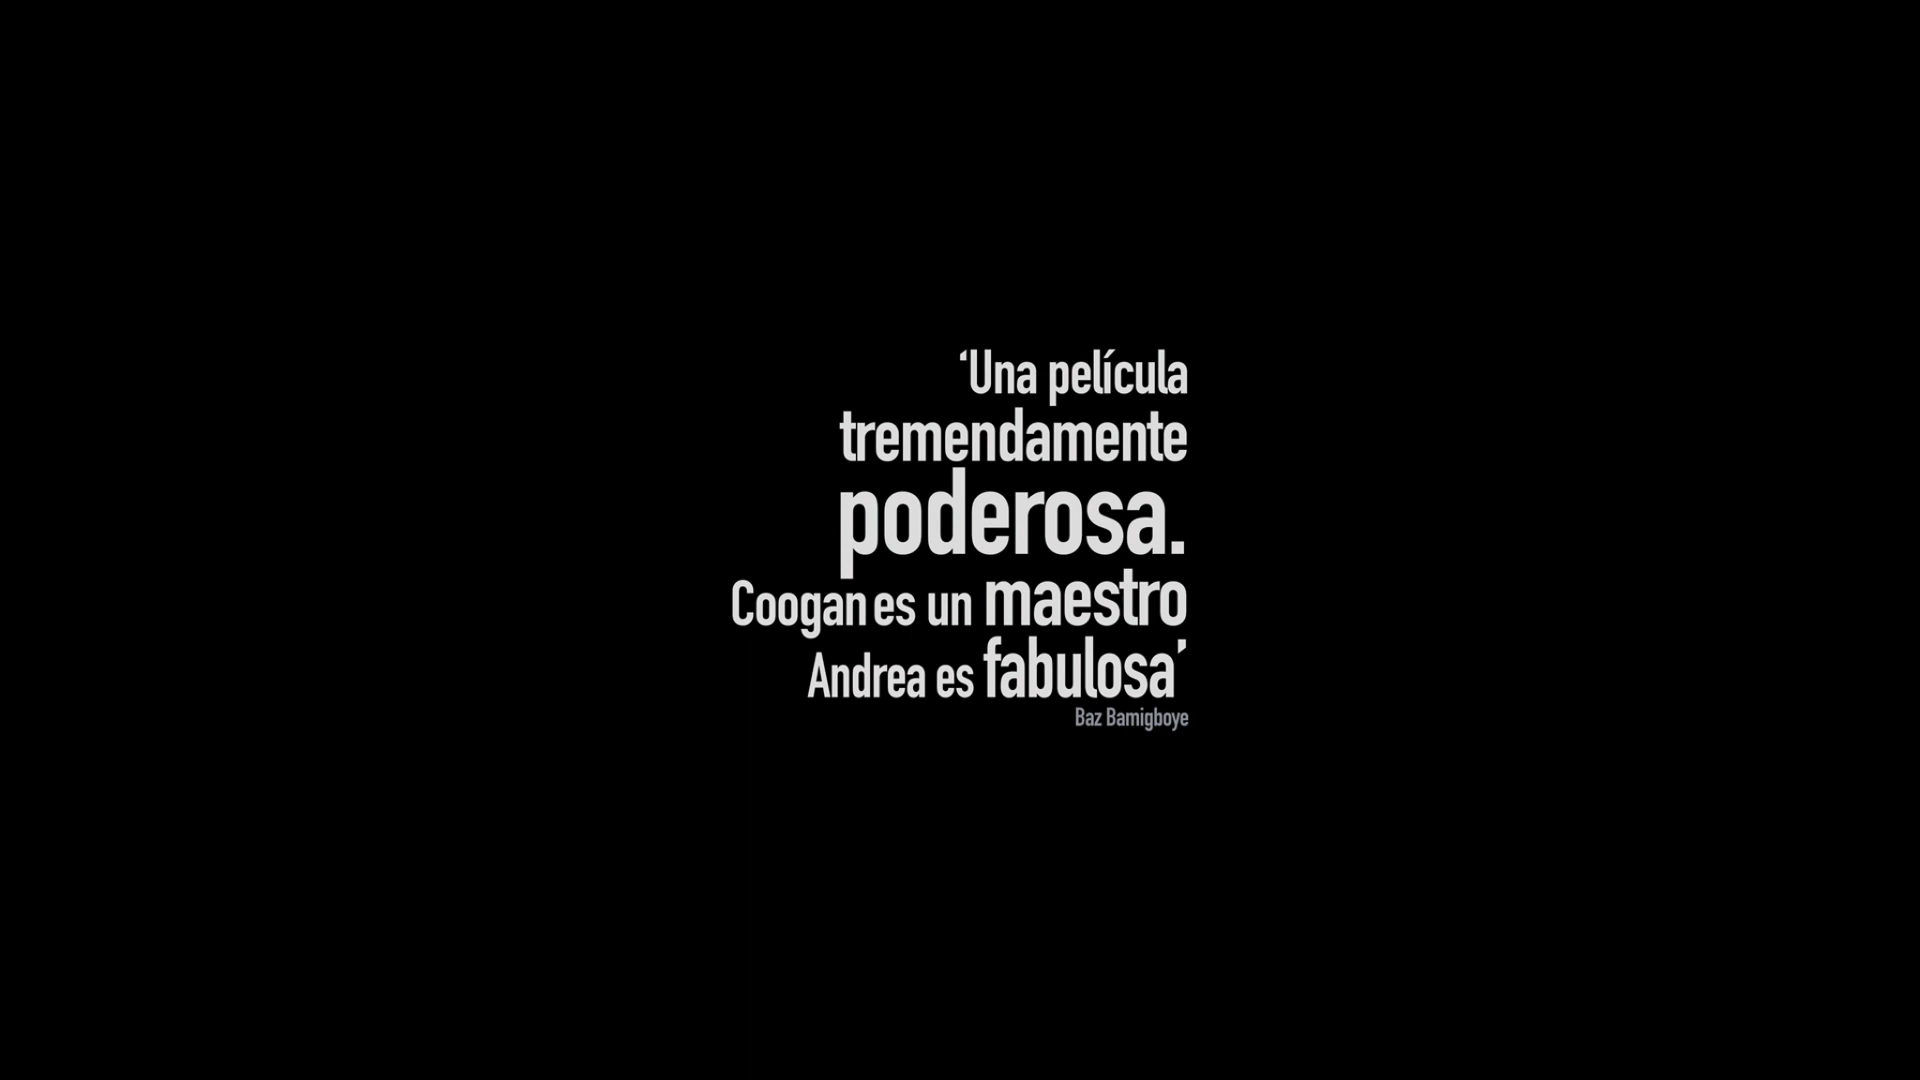 ‘Una película
tremendamente
poderosa.
Coogan es un maestro
Andrea es fabulosa’
Baz Bamigboye